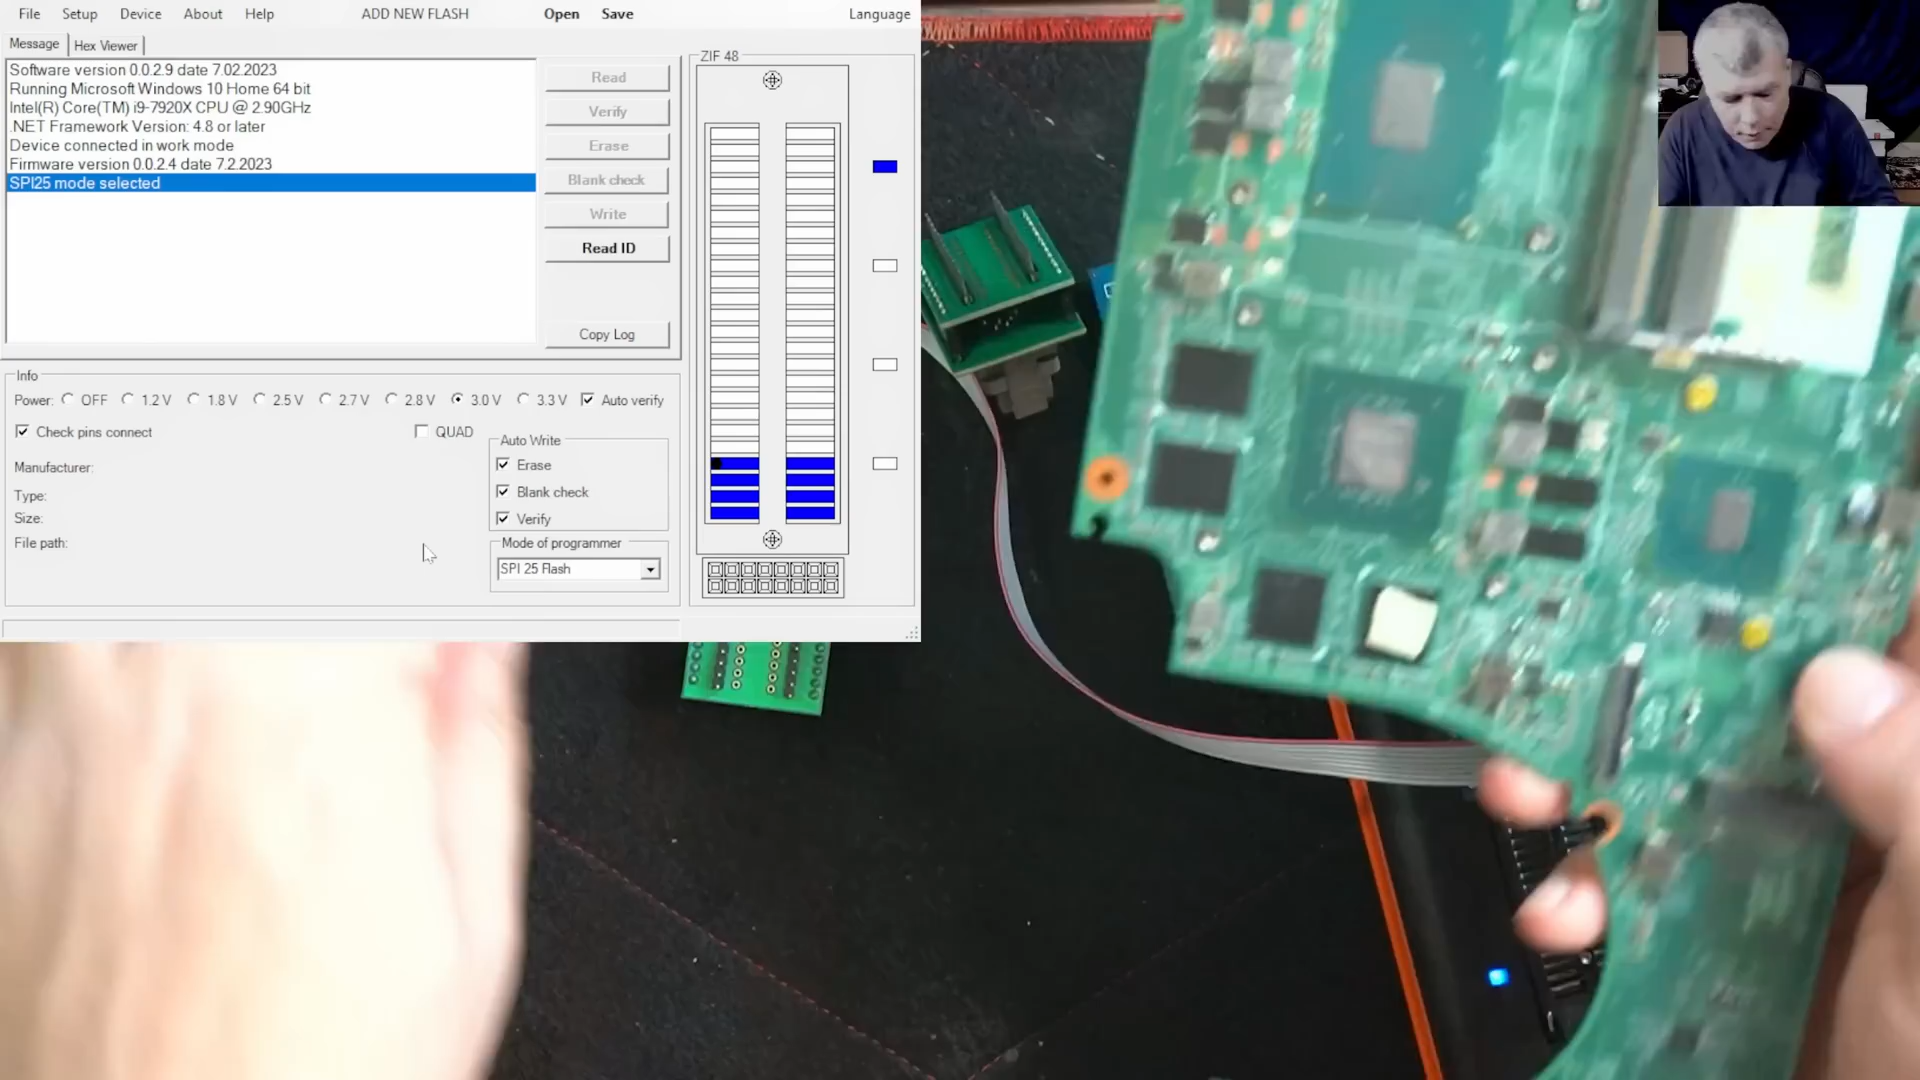 File Setup Device About Help ADD NEW FLASH Open Save Language
Message Hex Viewer
Software version 0.0.2.9 date 7.02.2023
Running Microsoft Windows 10 Home 64 bit
Intel(R) Core(TM) i9-7920X CPU @ 2.90GHz
.NET Framework Version: 4.8 or later
Device connected in work mode
Firmware version 0.0.2.4 date 7.2.2023
SPI25 mode selected
Read
Verify
Erase
Blank check
Write
Read ID
Copy Log
ZIF 48
Info
Power: OFF 1.2 V 1.8 V 2.5 V 2.7 V 2.8 V 3.0 V 3.3 V Auto verify
Check pins connect QUAD
Manufacturer:
Type:
Size:
File path:
Auto Write
Erase
Blank check
Verify
Mode of programmer
SPI 25 Flash